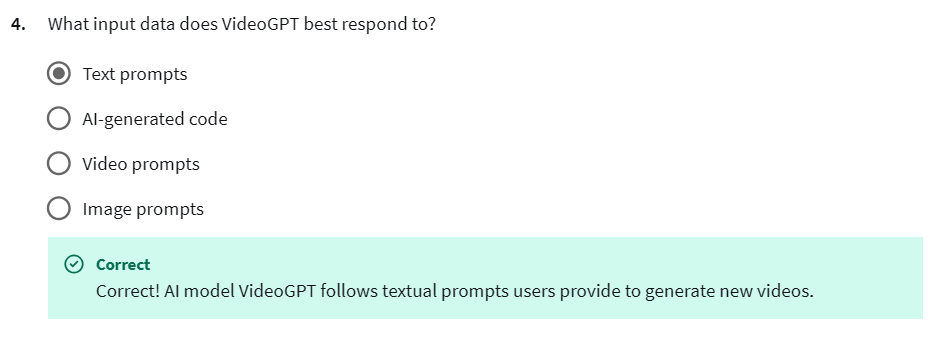 4. What input data does VideoGPT best respond to?
Text prompts
AI-generated code
Video prompts
Image prompts
Correct
Correct! AI model VideoGPT follows textual prompts users provide to generate new videos.